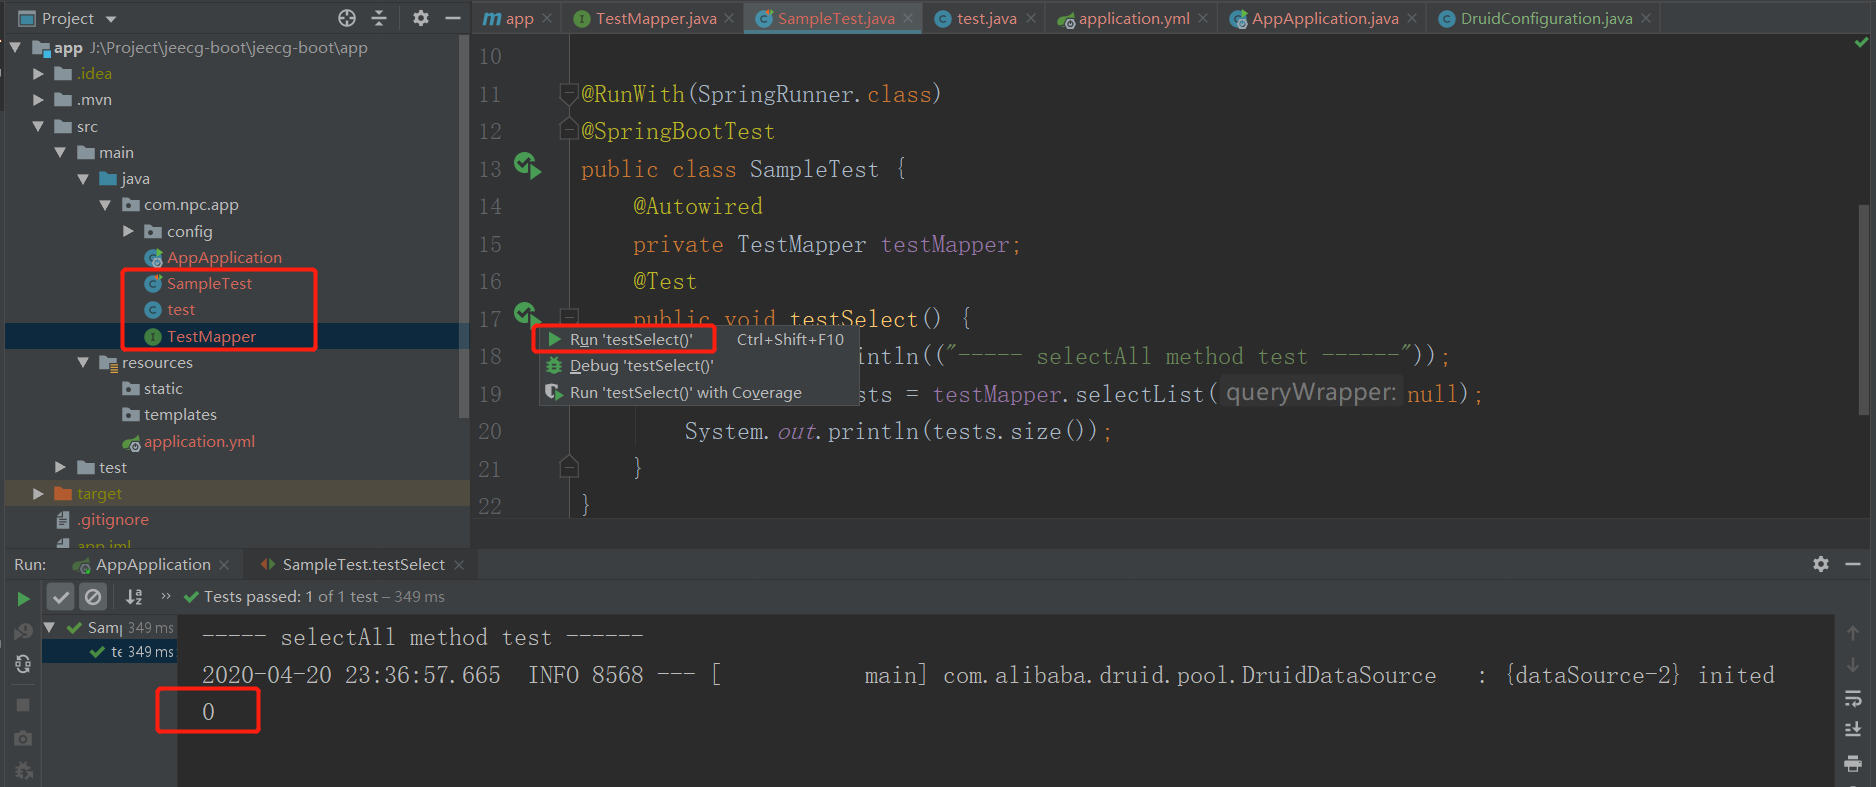 Project
app
TestMapper.java
SampleTest.java
test.java
application.yml
AppApplication.java
DruidConfiguration.java
app J:\Project\jeecg-boot\jeecg-boot\app
.idea
.mvn
src
main
java
com.npc.app
config
AppApplication
SampleTest
test
TestMapper
resources
static
templates
application.yml
test
target
.gitignore
app.iml
10
11 @RunWith(SpringRunner.class)
12 @SpringBootTest
13 public class SampleTest {
14 @Autowired
15 private TestMapper testMapper;
16 @Test
17 public void testSelect() {
18 intln(("----- selectAll method test ------"));
19 sts = testMapper.selectList( queryWrapper: null);
20 System.out.println(tests.size());
21 }
22 }
Run 'testSelect()' Ctrl+Shift+F10
Debug 'testSelect()'
Run 'testSelect()' with Coverage
Run: AppApplication SampleTest.testSelect
Tests passed: 1 of 1 test – 349 ms
Samp 349 ms
te 349 ms
----- selectAll method test ------
2020-04-20 23:36:57.665 INFO 8568 --- [ main] com.alibaba.druid.pool.DruidDataSource : {dataSource-2} inited
0